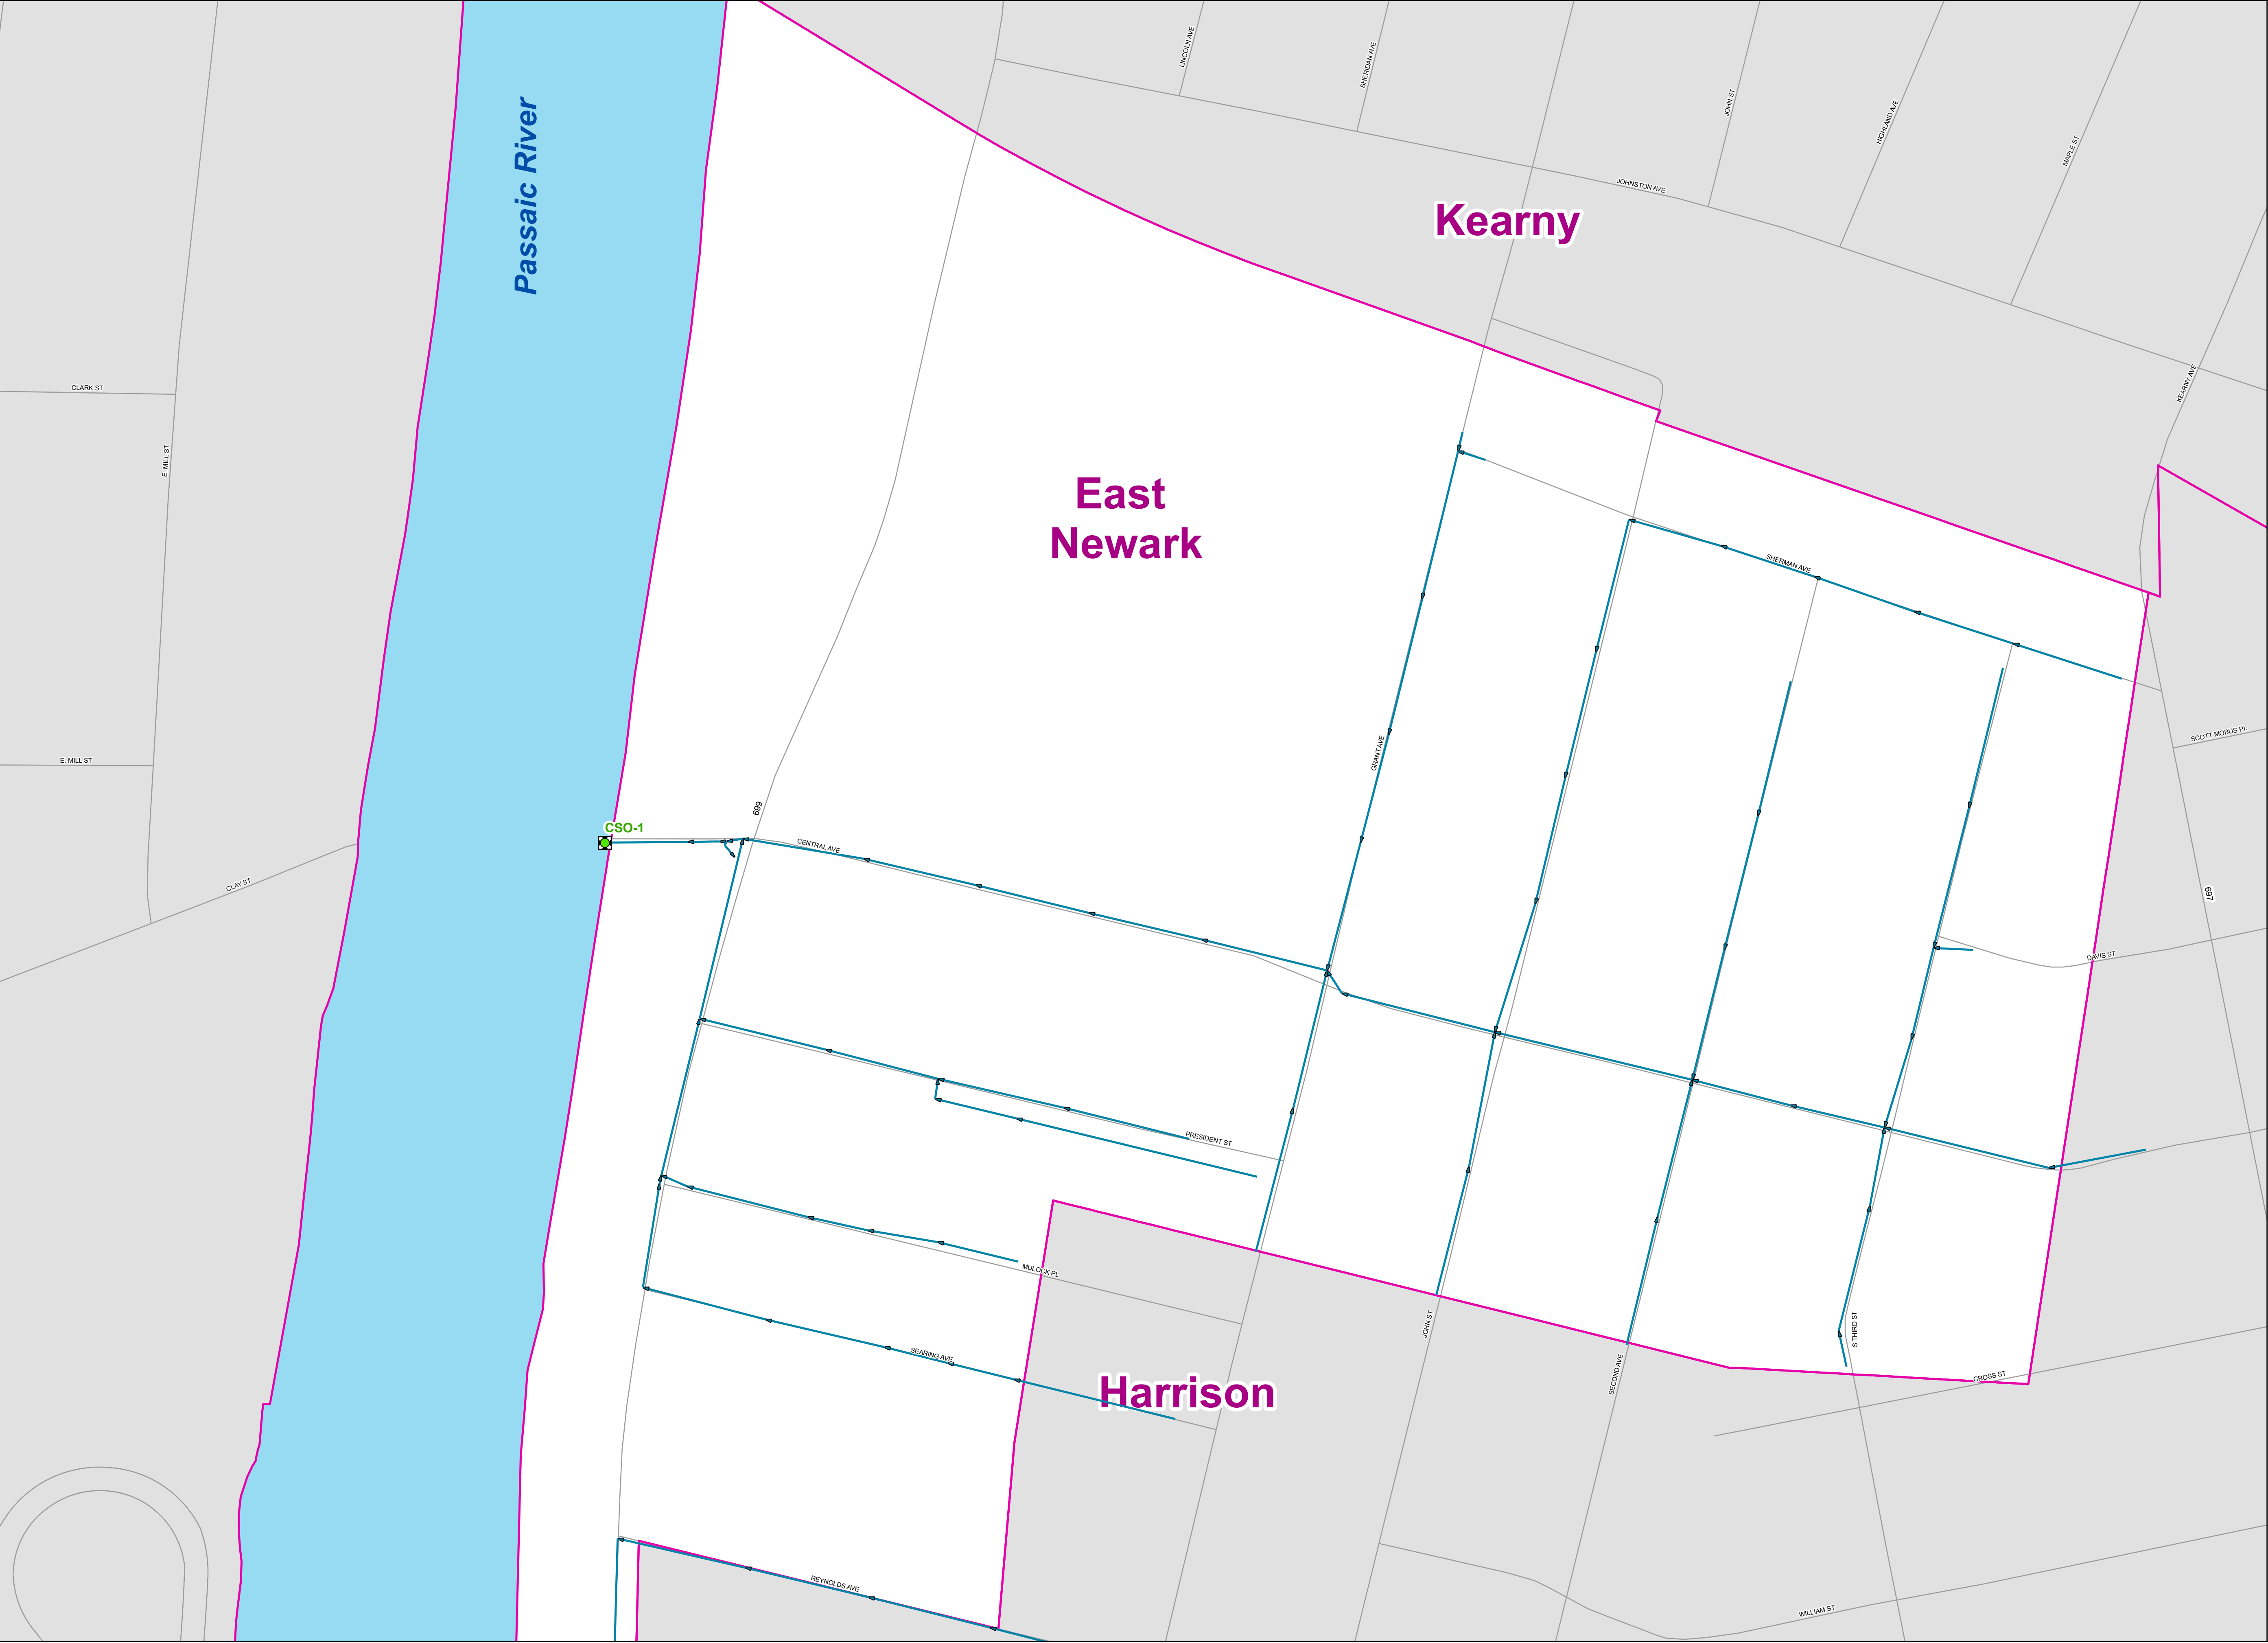 LINCOLN AVE
SHERIDAN AVE
JOHN ST
HIGHLAND AVE
MAPLE ST
Passaic River
JOHNSTON AVE
Kearny
CLARK ST
KEARNY AVE
E. MILL ST
East
Newark
SHERMAN AVE
SCOTT MOBUS PL
GRANT AVE
E. MILL ST
699
CSO-1
CENTRAL AVE
CLAY ST
697
DAVIS ST
PRESIDENT ST
MULOCK PL
JOHN ST
S THIRD ST
SEARING AVE
SECOND AVE
CROSS ST
Harrison
REYNOLDS AVE
WILLIAM ST